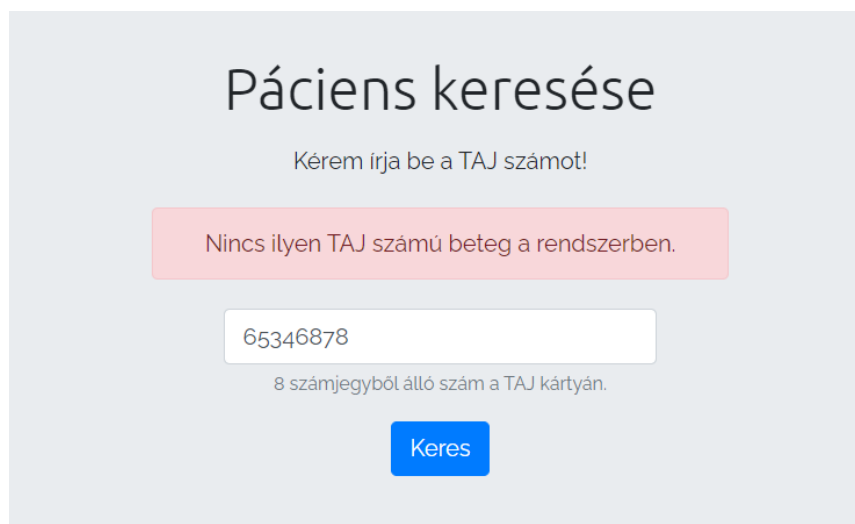 Páciens keresése
Kérem írja be a TAJ számot!
Nincs ilyen TAJ számú beteg a rendszerben.
65346878
8 számjegyből álló szám a TAJ kártyán.
Keres